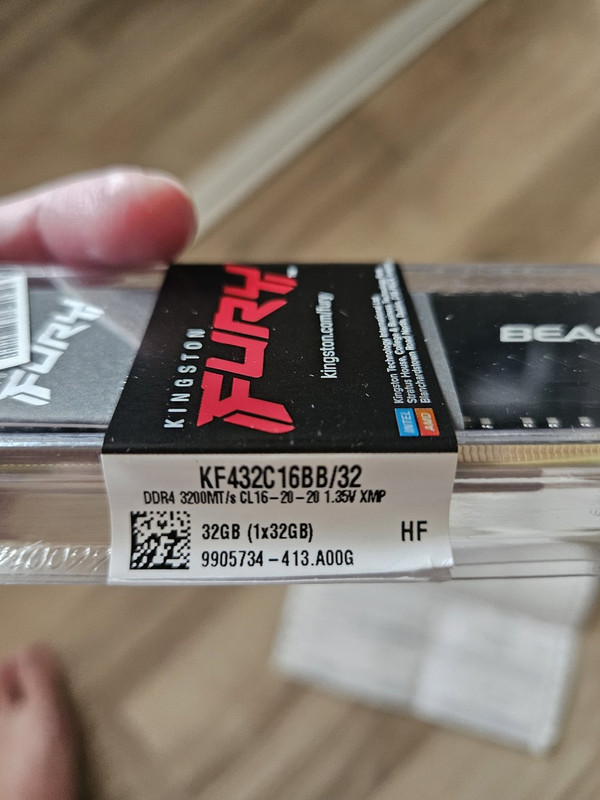 FURY
KINGSTON
FURY
kingston.com/fury
BEAS
INTEL
AMD
KF432C16BB/32
DDR4 3200MT/s CL16-20-20 1.35V XMP
32GB (1x32GB)
HF
9905734-413.A00G